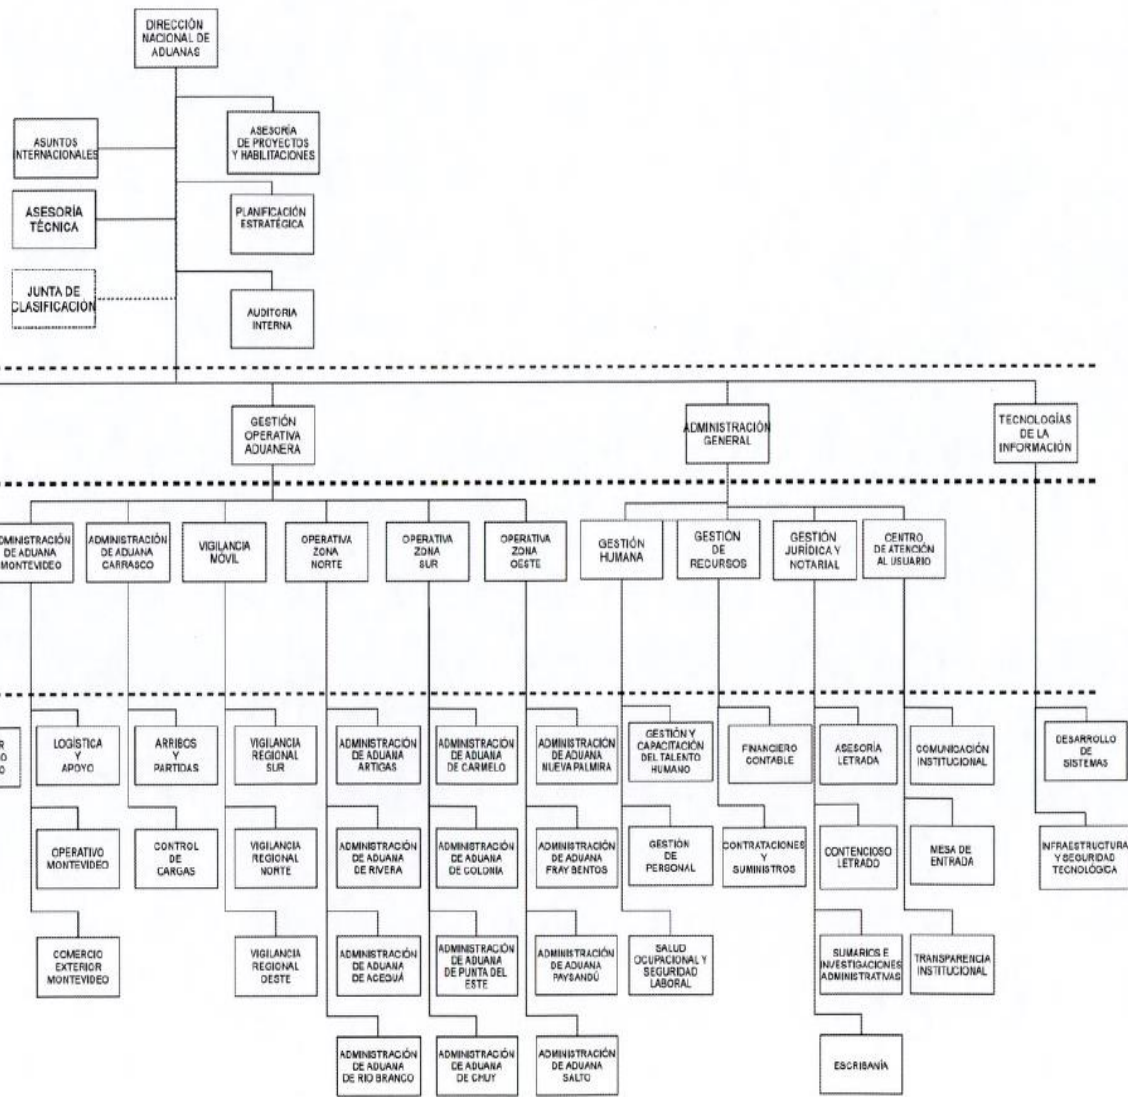 DIRECCIÓN
NACIONAL DE
ADUANAS
ASUNTOS
INTERNACIONALES
ASESORÍA
DE PROYECTOS
Y HABILITACIONES
ASESORÍA
TÉCNICA
PLANIFICACIÓN
ESTRATÉGICA
JUNTA DE
CLASIFICACIÓN
AUDITORIA
INTERNA
GESTIÓN
OPERATIVA
ADUANERA
ADMINISTRACIÓN
GENERAL
TECNOLOGÍAS
DE LA
INFORMACIÓN
DMINISTRACIÓN
DE ADUANA
MONTEVIDEO
ADMINISTRACIÓN
DE ADUANA
CARRASCO
VIGILANCIA
MÓVIL
OPERATIVA
ZONA
NORTE
OPERATIVA
ZONA
SUR
OPERATIVA
ZONA
OESTE
GESTIÓN
HUMANA
GESTIÓN
DE
RECURSOS
GESTIÓN
JURÍDICA Y
NOTARIAL
CENTRO
DE ATENCIÓN
AL USUARIO
LOGÍSTICA
Y
APOYO
ARRIBOS
Y
PARTIDAS
VIGILANCIA
REGIONAL
SUR
ADMINISTRACIÓN
DE ADUANA
ARTIGAS
ADMINISTRACIÓN
DE ADUANA
DE CARMELO
ADMINISTRACIÓN
DE ADUANA
NUEVA PALMIRA
GESTIÓN Y
CAPACITACIÓN
DEL TALENTO
HUMANO
FINANCIERO
CONTABLE
ASESORÍA
LETRADA
COMUNICACIÓN
INSTITUCIONAL
DESARROLLO
DE
SISTEMAS
OPERATIVO
MONTEVIDEO
CONTROL
DE
CARGAS
VIGILANCIA
REGIONAL
NORTE
ADMINISTRACIÓN
DE ADUANA
DE RIVERA
ADMINISTRACIÓN
DE ADUANA
DE COLONIA
ADMINISTRACIÓN
DE ADUANA
FRAY BENTOS
GESTIÓN
DE
PERSONAL
CONTRATACIONES
Y
SUMINISTROS
CONTENCIOSO
LETRADO
MESA DE
ENTRADA
INFRAESTRUCTURA
Y SEGURIDAD
TECNOLÓGICA
COMERCIO
EXTERIOR
MONTEVIDEO
VIGILANCIA
REGIONAL
OESTE
ADMINISTRACIÓN
DE ADUANA
DE ACEGUÁ
ADMINISTRACIÓN
DE ADUANA
DE PUNTA DEL
ESTE
ADMINISTRACIÓN
DE ADUANA
PAYSANDÚ
SALUD
OCUPACIONAL Y
SEGURIDAD
LABORAL
SUMARIOS E
INVESTIGACIONES
ADMINISTRATIVAS
TRANSPARENCIA
INSTITUCIONAL
ADMINISTRACIÓN
DE ADUANA
DE RIO BRANCO
ADMINISTRACIÓN
DE ADUANA
DE CHUY
ADMINISTRACIÓN
DE ADUANA
SALTO
ESCRIBANÍA